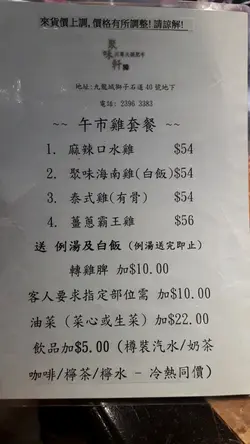 來貨價上調,價格有所調整!請諒解!
聚味軒
地址:九龍城獅子石道40號地下
電話: 2396 3383
~~ 午市雞套餐 ~~
1. 麻辣口水雞 $54
2. 聚味海南雞(白飯) $54
3. 泰式雞(有骨) $54
4. 薑蔥霸王雞 $56
送 例湯及白飯 (例湯送完即止)
轉雞脾 加$10.00
客人要求指定部位需 加$10.00
油菜 (菜心或生菜) 加$22.00
飲品加$5.00 (樽裝汽水/奶茶
咖啡/檸茶/檸水 - 冷熱同價)